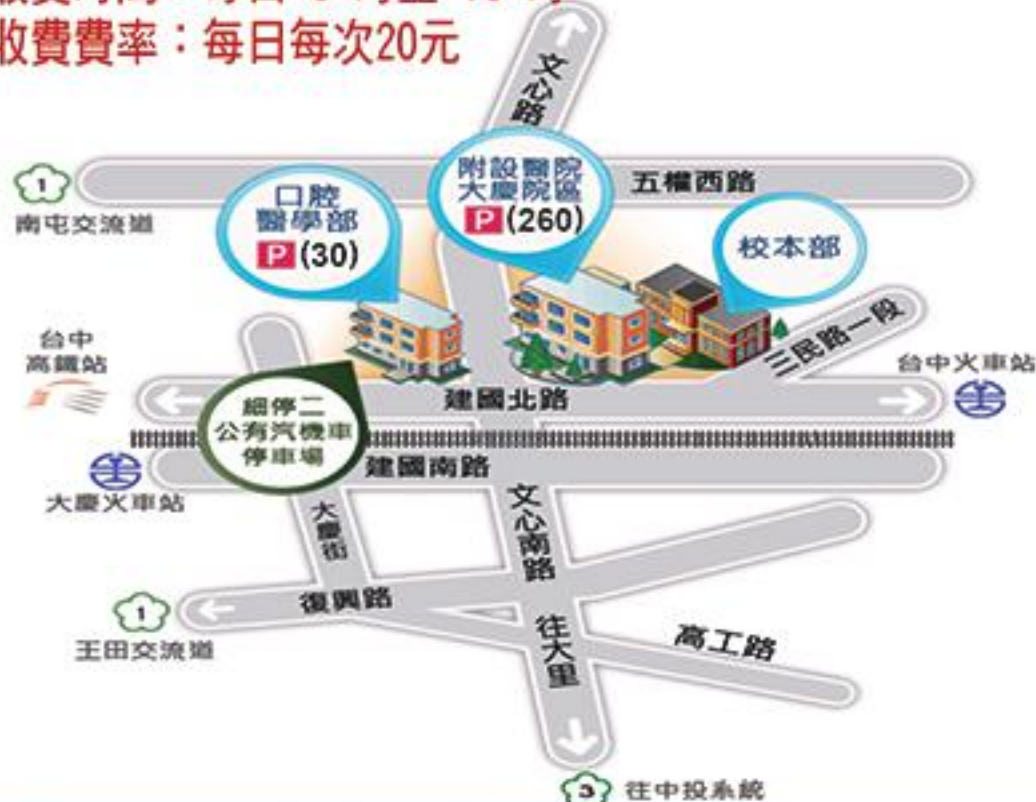 收費費率：每日每次20元
文心路
1
南屯交流道
五權西路
口腔
醫學部
P (30)
附設醫院
大慶院區
P (260)
校本部
三民路一段
台中
高鐵站
台中火車站
建國北路
細停二
公有汽機車
停車場
建國南路
大慶火車站
大慶街
文心南路
復興路
1
王田交流道
往大里
高工路
3 往中投系統